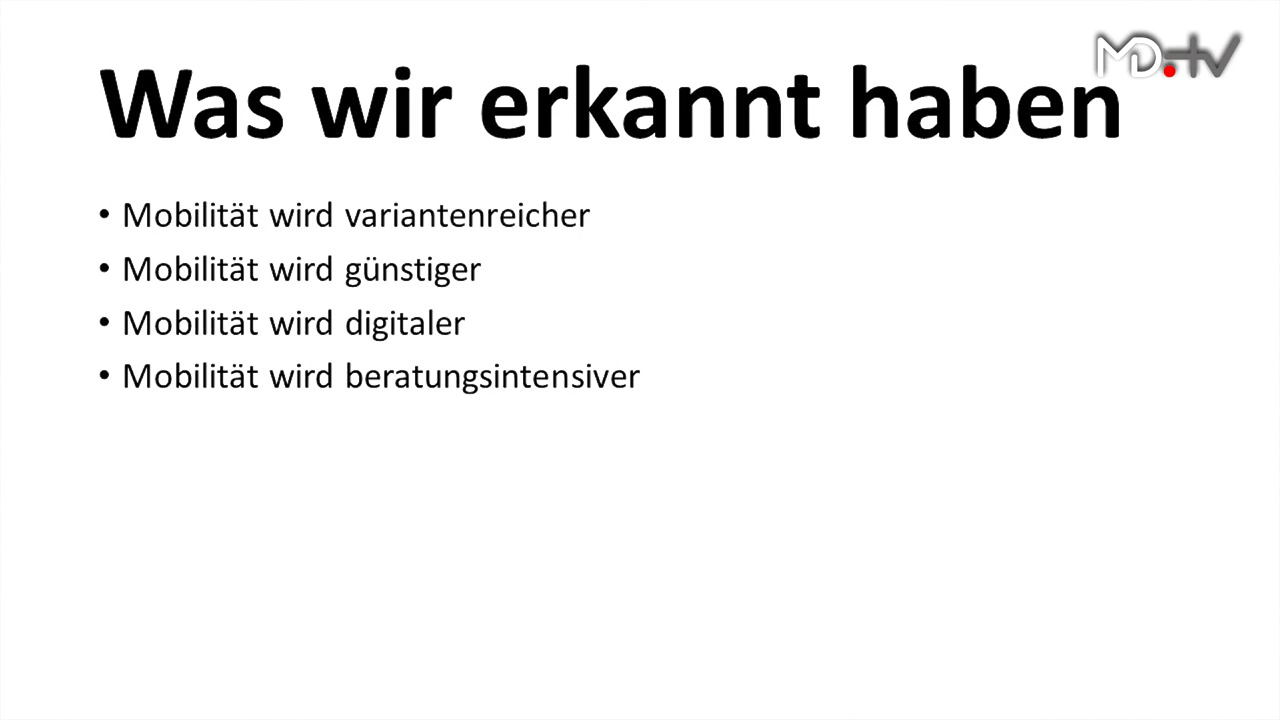 MD.tv
Was wir erkannt haben
• Mobilität wird variantenreicher
• Mobilität wird günstiger
• Mobilität wird digitaler
• Mobilität wird beratungsintensiver